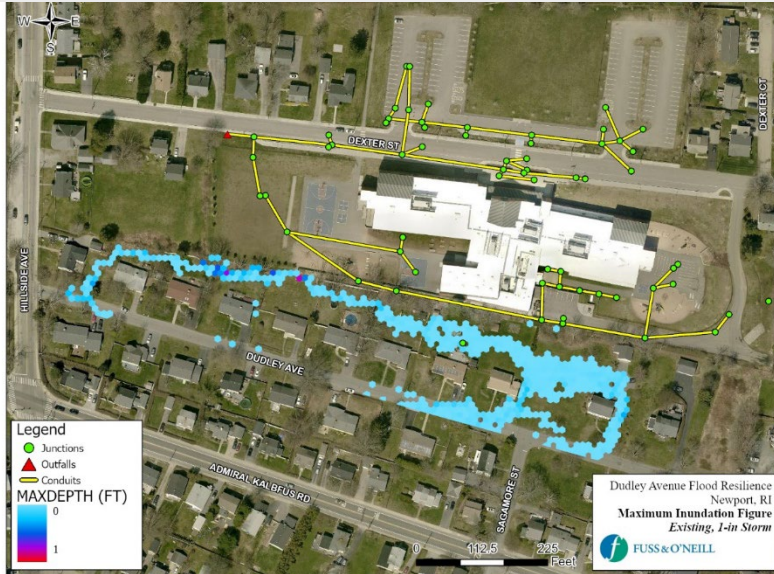 W E
S
DEXTER ST
DEXTER CT
HILLSIDE AVE
DUDLEY AVE
ADMIRAL KALBFUS RD
SAGAMORE ST
Legend
Junctions
Outfalls
Conduits
MAXDEPTH (FT)
0
1
0 112.5 225
Feet
Dudley Avenue Flood Resilience
Newport, RI
Maximum Inundation Figure
Existing, 1-in Storm
FUSS & O'NEILL